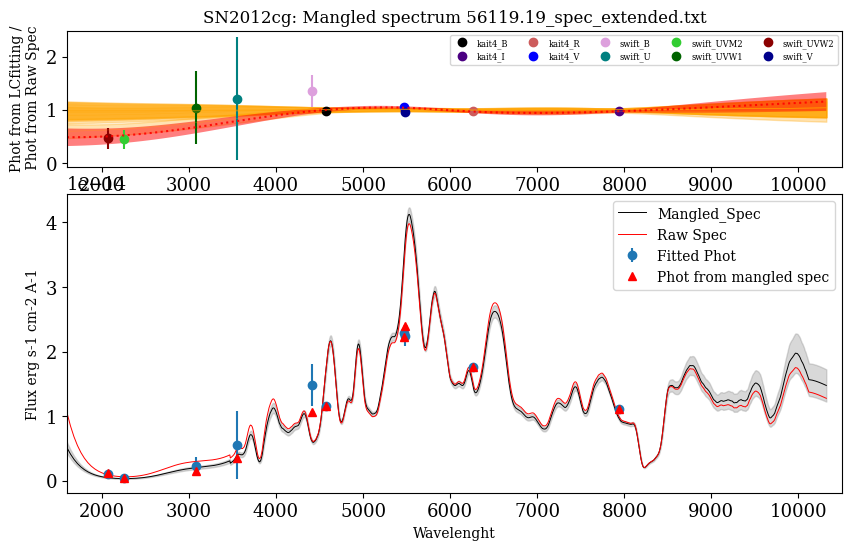 SN2012cg: Mangled spectrum 56119.19_spec_extended.txt
Phot from LCfitting /
Phot from Raw Spec
2
1
0
kait4_B kait4_R swift_B swift_UVM2 swift_UVW2
kait4_I kait4_V swift_U swift_UVW1 swift_V
2000 3000 4000 5000 6000 7000 8000 9000 10000
1e−14
Flux erg s-1 cm-2 A-1
4
3
2
1
0
Mangled_Spec
Raw Spec
Fitted Phot
Phot from mangled spec
2000 3000 4000 5000 6000 7000 8000 9000 10000
Wavelenght